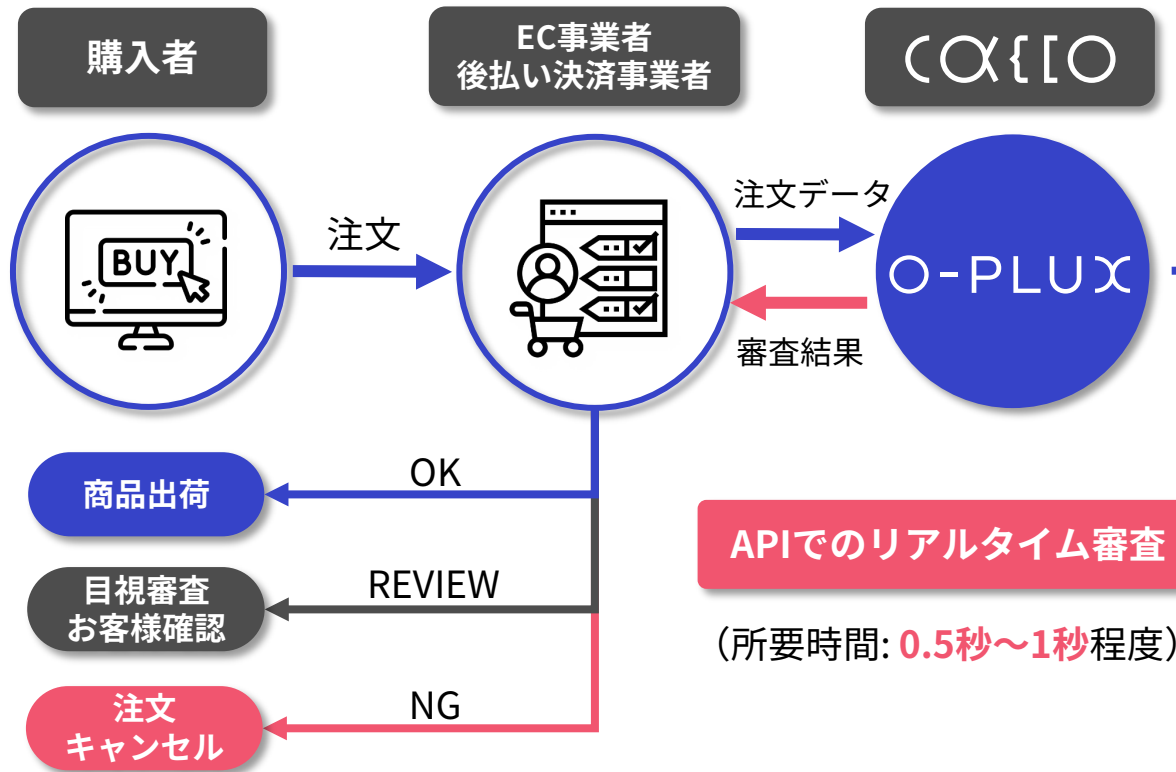 購入者
EC事業者
後払い決済事業者
CACCO
BUY
注文
注文データ
O-PLUX
審査結果
OK
商品出荷
REVIEW
目視審査
お客様確認
NG
注文
キャンセル
APIでのリアルタイム審査
（所要時間: 0.5秒〜1秒程度）